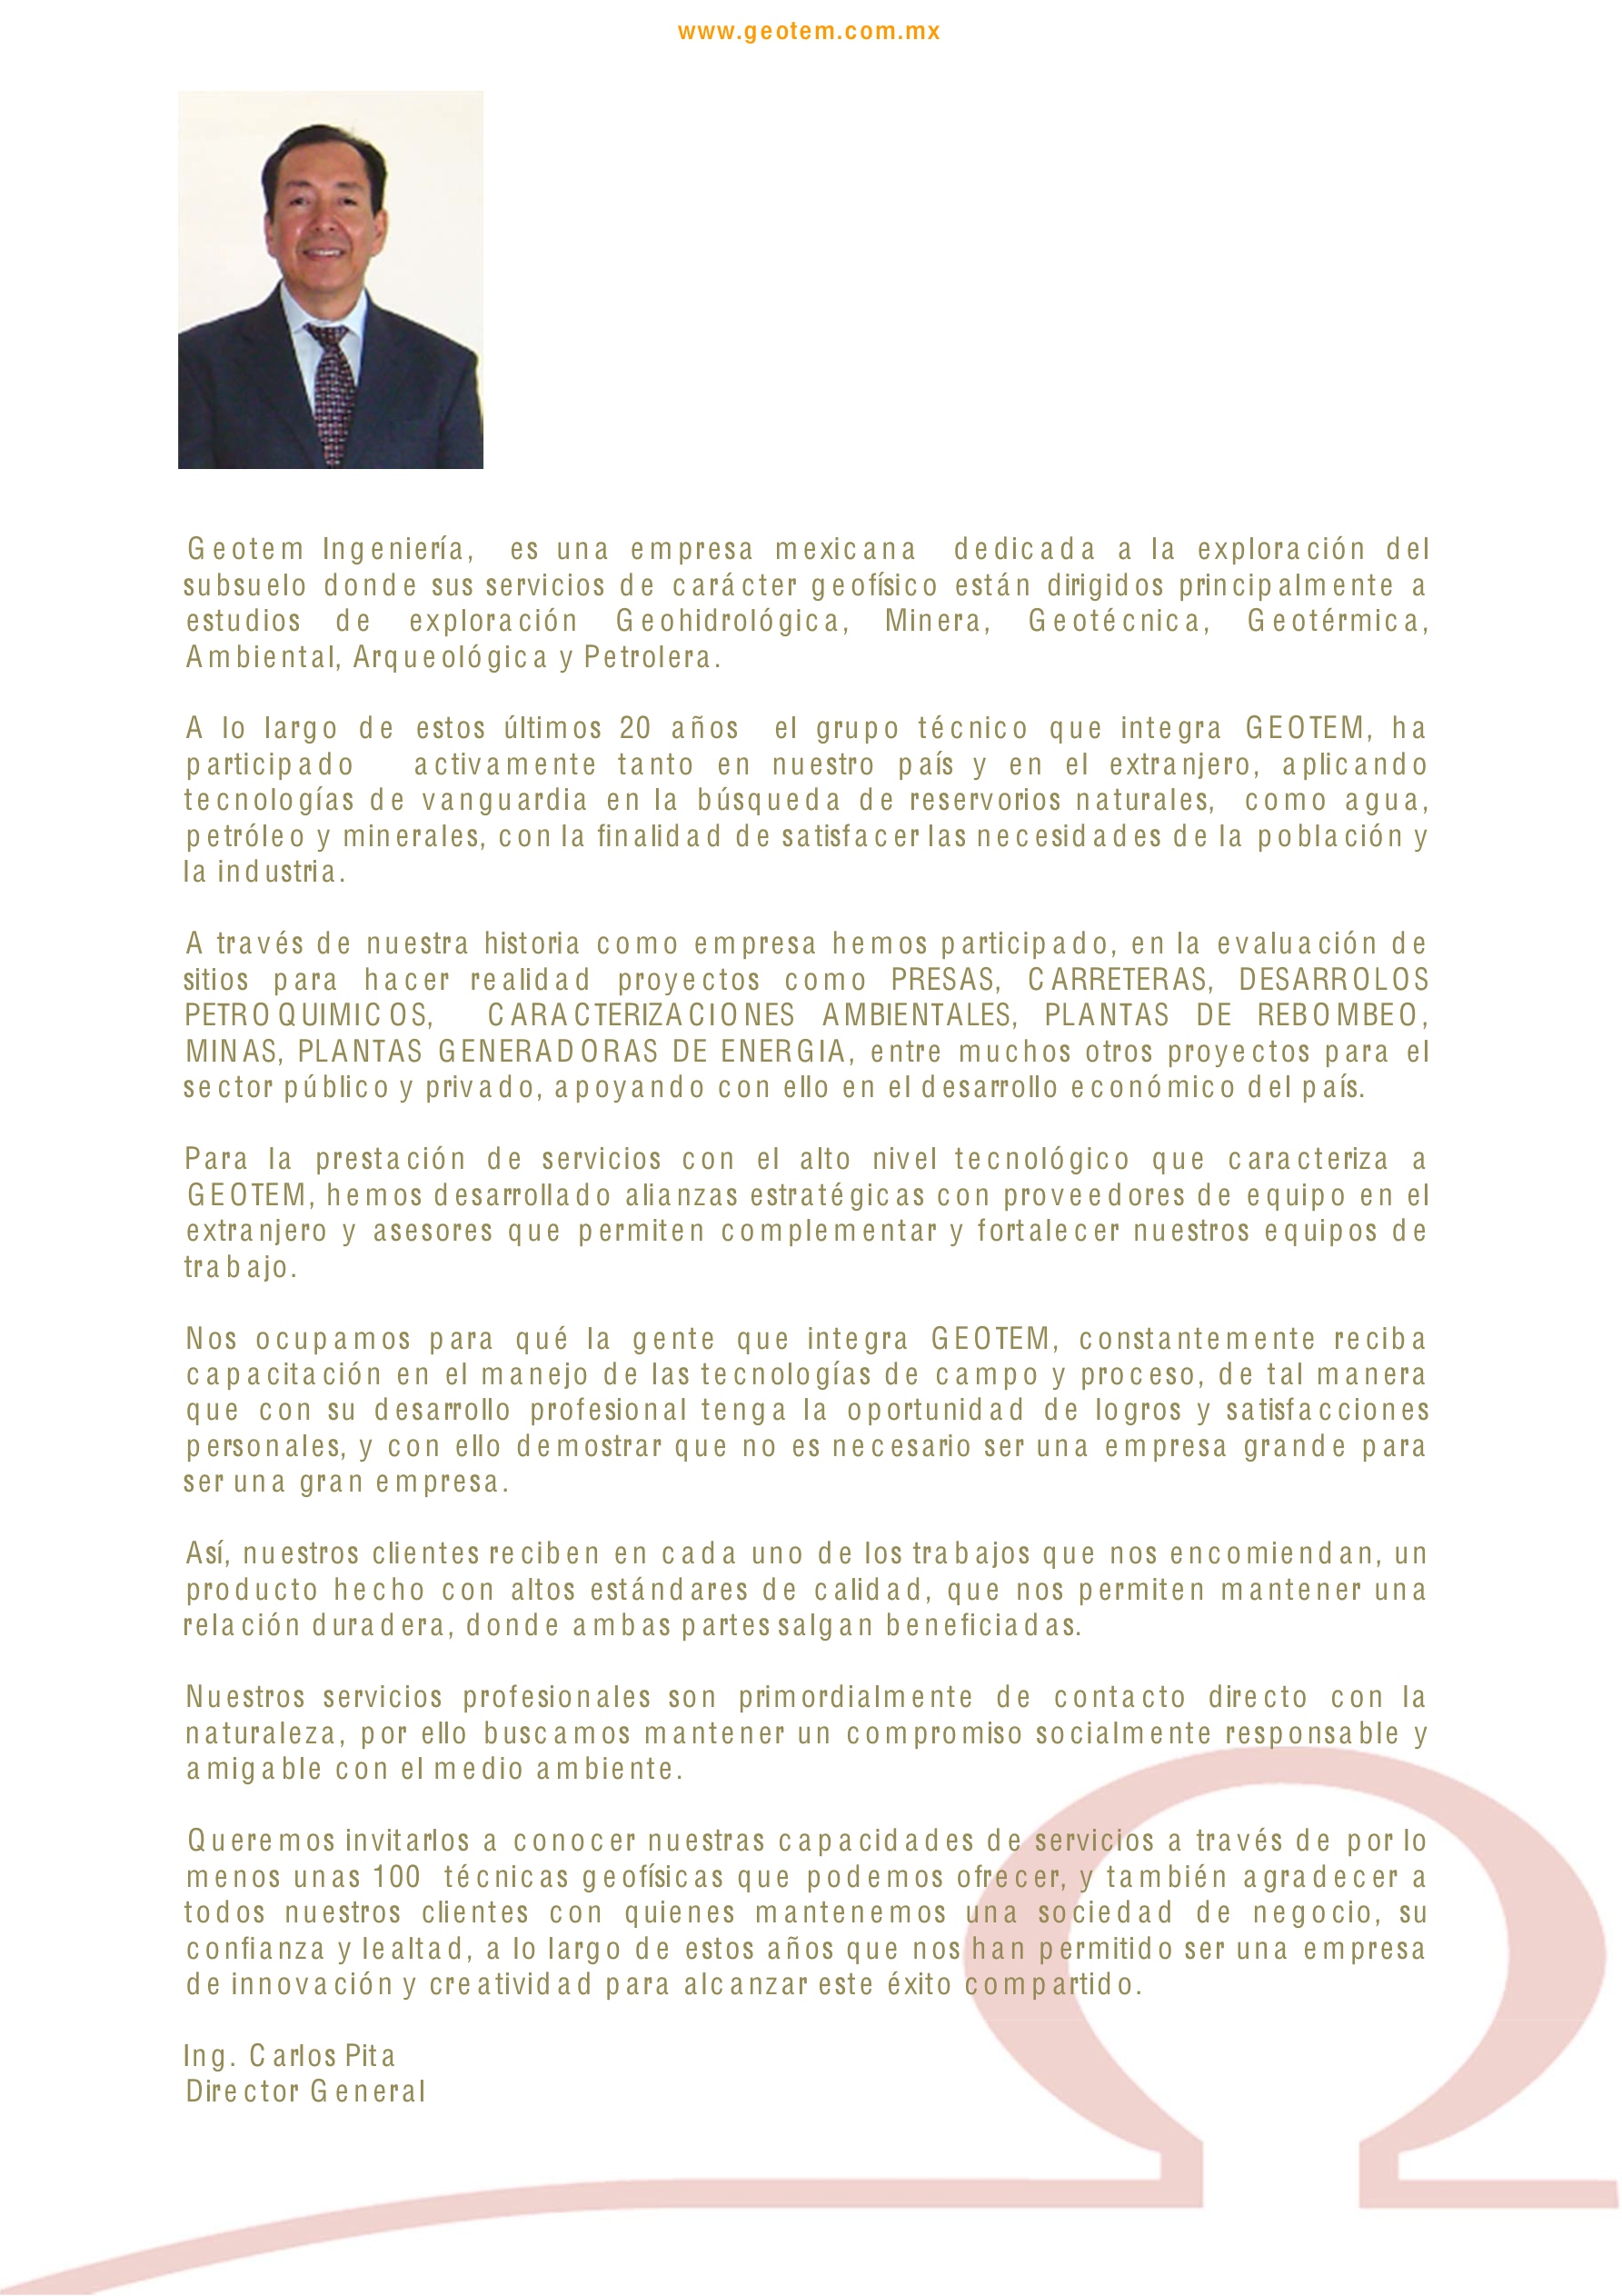 www.geotem.com.mx
Geotem Ingeniería, es una empresa mexicana dedicada a la exploración del
subsuelo donde sus servicios de carácter geofísico están dirigidos principalmente a
estudios de exploración Geohidrológica, Minera, Geotécnica, Geotérmica,
Ambiental, Arqueológica y Petrolera.
A lo largo de estos últimos 20 años el grupo técnico que integra GEOTEM, ha
participado activamente tanto en nuestro país y en el extranjero, aplicando
tecnologías de vanguardia en la búsqueda de reservorios naturales, como agua,
petróleo y minerales, con la finalidad de satisfacer las necesidades de la población y
la industria.
A través de nuestra historia como empresa hemos participado, en la evaluación de
sitios para hacer realidad proyectos como PRESAS, CARRETERAS, DESARROLOS
PETROQUIMICOS, CARACTERIZACIONES AMBIENTALES, PLANTAS DE REBOMBEO,
MINAS, PLANTAS GENERADORAS DE ENERGIA, entre muchos otros proyectos para el
sector público y privado, apoyando con ello en el desarrollo económico del país.
Para la prestación de servicios con el alto nivel tecnológico que caracteriza a
GEOTEM, hemos desarrollado alianzas estratégicas con proveedores de equipo en el
extranjero y asesores que permiten complementar y fortalecer nuestros equipos de
trabajo.
Nos ocupamos para qué la gente que integra GEOTEM, constantemente reciba
capacitación en el manejo de las tecnologías de campo y proceso, de tal manera
que con su desarrollo profesional tenga la oportunidad de logros y satisfacciones
personales, y con ello demostrar que no es necesario ser una empresa grande para
ser una gran empresa.
Así, nuestros clientes reciben en cada uno de los trabajos que nos encomiendan, un
producto hecho con altos estándares de calidad, que nos permiten mantener una
relación duradera, donde ambas partes salgan beneficiadas.
Nuestros servicios profesionales son primordialmente de contacto directo con la
naturaleza, por ello buscamos mantener un compromiso socialmente responsable y
amigable con el medio ambiente.
Queremos invitarlos a conocer nuestras capacidades de servicios a través de por lo
menos unas 100 técnicas geofísicas que podemos ofrecer, y también agradecer a
todos nuestros clientes con quienes mantenemos una sociedad de negocio, su
confianza y lealtad, a lo largo de estos años que nos han permitido ser una empresa
de innovación y creatividad para alcanzar este éxito compartido.
Ing. Carlos Pita
Director General